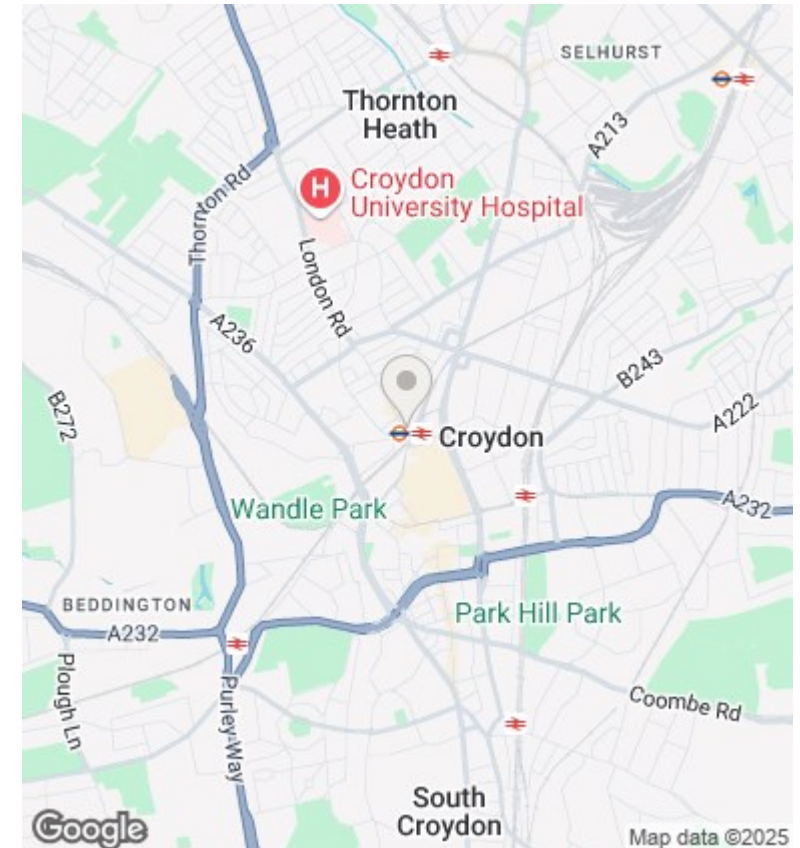 SELHURST
Thornton
Heath
A213
H
Croydon
University Hospital
Thornton Rd
London Rd
A236
B272
B243
A222
Croydon
Wandle Park
A232
BEDDINGTON
A232
Park Hill Park
Plough Ln
Purley Way
Coombe Rd
South
Croydon
Google
Map data ©2025